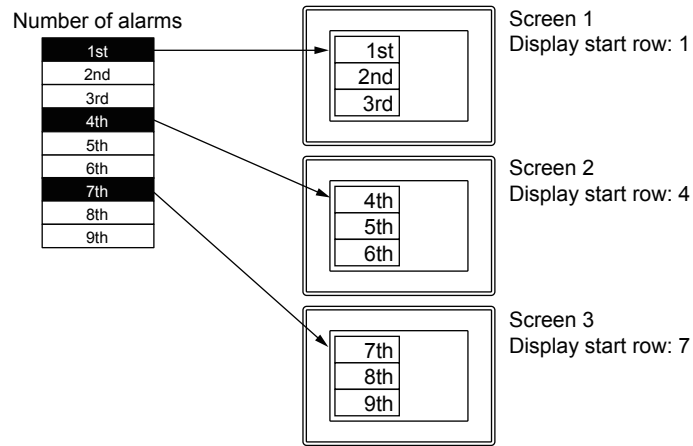 Number of alarms
1st
2nd
3rd
4th
5th
6th
7th
8th
9th
1st
2nd
3rd
Screen 1
Display start row: 1
4th
5th
6th
Screen 2
Display start row: 4
7th
8th
9th
Screen 3
Display start row: 7